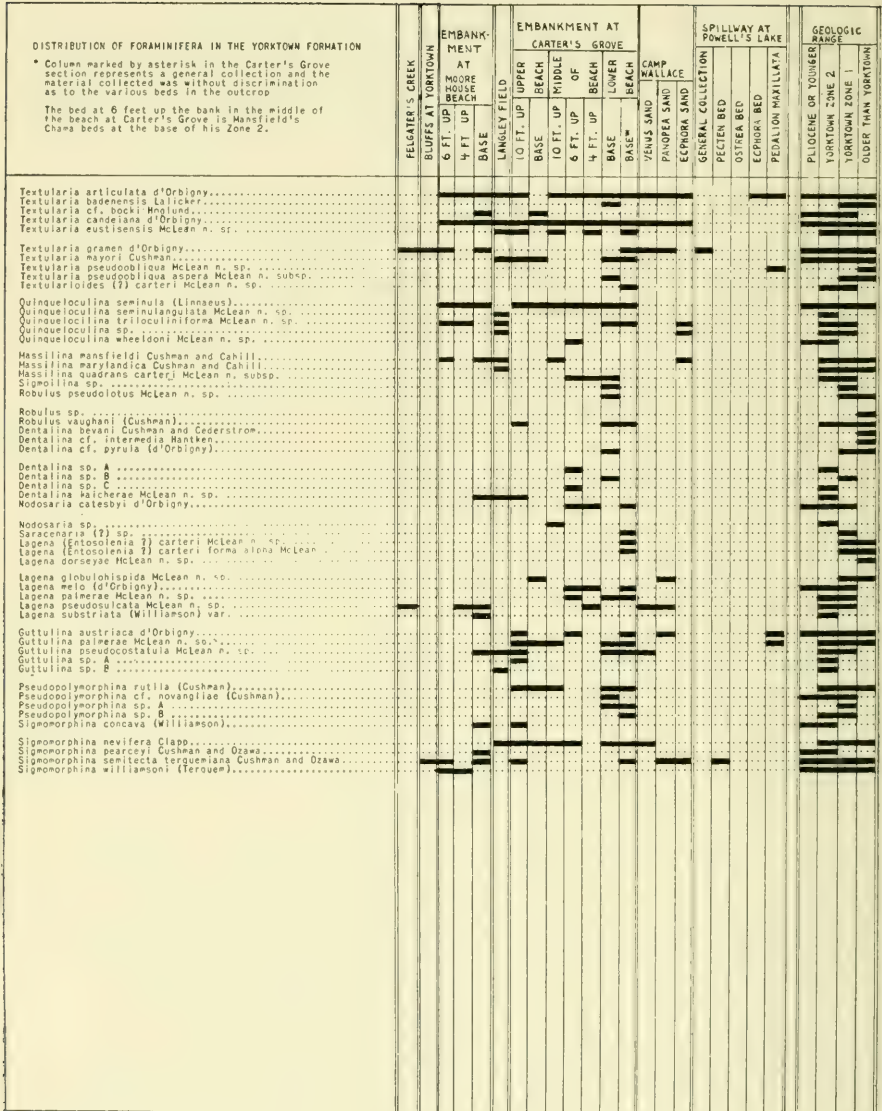 DISTRIBUTION OF FORAMINIFERA IN THE YORKTOWN FORMATION
* Column marked by asterisk in the Carter's Grove
section represents a general collection and the
material collected was without discrimination
as to the various beds in the outcrop
The bed at 6 feet up the bank in the middle of
the beach at Carter's Grove is Mansfield's
Chama beds at the base of his Zone 2.
FELGATER'S CREEK
BLUFFS AT YORKTOWN
EMBANK-
MENT
AT
MOORE
HOUSE
BEACH
6 FT. UP
4 FT UP
BASE
LANGLEY FIELD
EMBANKMENT AT
CARTER'S GROVE
UPPER
BEACH
MIDDLE
OF
BEACH
LOWER
BEACH
10 FT. UP
BASE
10 FT. UP
6 FT. UP
4 FT. UP
BASE
BASE*
CAMP
WALLACE
VENUS SAND
PANOPEA SAND
ECPHORA SAND
SPILLWAY AT
POWELL'S LAKE
GENERAL COLLECTION
PECTEN BED
OSTREA BED
ECPHORA BED
PEDALION MAXILLATA
GEOLOGIC
RANGE
PLIOCENE OR YOUNGER
YORKTOWN ZONE 2
YORKTOWN ZONE 1
OLDER THAN YORKTOWN
Textularia articulata d'Orbigny
Textularia badenensis Lalicker
Textularia cf. bocki Hoglund
Textularia candeiana d'Orbigny
Textularia eustisensis McLean n. sp.
Textularia gramen d'Orbigny
Textularia mayori Cushman
Textularia pseudoobliqua McLean n. sp.
Textularia pseudoobliqua aspera McLean n. subsp.
Textularioides (?) carteri McLean n. sp.
Quinqueloculina seminula (Linnaeus)
Quinqueloculina seminulangulata McLean n. sp.
Quinquelocilina triloculiniforma McLean n. sp.
Quinqueloculina sp.
Quinqueloculina wheeldoni McLean n. sp.
Massilina mansfieldi Cushman and Cahill
Massilina marylandica Cushman and Cahill
Massilina quadrans carteri McLean n. subsp.
Sigmoilina sp.
Robulus pseudolotus McLean n. sp.
Robulus sp.
Robulus vaughani (Cushman)
Dentalina bevani Cushman and Cederstrom
Dentalina cf. intermedia Hantken
Dentalina cf. pyrula (d'Orbigny)
Dentalina sp. A
Dentalina sp. B
Dentalina sp. C
Dentalina kaicherae McLean n. sp.
Nodosaria catesbyi d'Orbigny
Nodosaria sp.
Saracenaria (?) sp.
Lagena (Entosolenia ?) carteri McLean n. sp.
Lagena (Entosolenia ?) carteri forma alpha McLean
Lagena dorseyae McLean n. sp.
Lagena globulohispida McLean n. sp.
Lagena melo (d'Orbigny)
Lagena palmerae McLean n. sp.
Lagena pseudosulcata McLean n. sp.
Lagena substriata (Williamson) var.
Guttulina austriaca d'Orbigny
Guttulina palmerae McLean n. sp.
Guttulina pseudocostatula McLean n. sp.
Guttulina sp. A
Guttulina sp. B
Pseudopolymorphina rutila (Cushman)
Pseudopolymorphina cf. novangliae (Cushman)
Pseudopolymorphina sp. A
Pseudopolymorphina sp. B
Sigmomorphina concava (Williamson)
Sigmomorphina nevifera Clapp
Sigmomorphina pearceyi Cushman and Ozawa
Sigmomorphina semitecta terquemiana Cushman and Ozawa
Sigmomorphina williamsoni (Terquem)